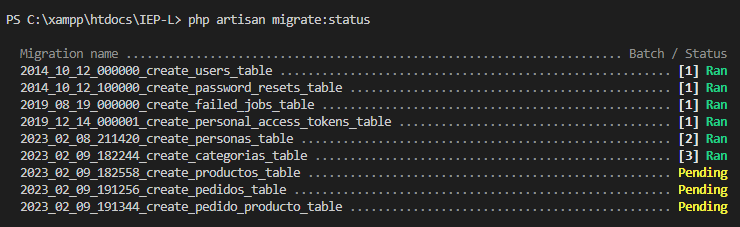 PS C:\xampp\htdocs\IEP-L> php artisan migrate:status
Migration name ........................................................................ Batch / Status
2014_10_12_000000_create_users_table ........................................................ [1] Ran
2014_10_12_100000_create_password_resets_table .............................................. [1] Ran
2019_08_19_000000_create_failed_jobs_table .................................................. [1] Ran
2019_12_14_000001_create_personal_access_tokens_table ....................................... [1] Ran
2023_02_08_211420_create_personas_table ..................................................... [2] Ran
2023_02_09_182244_create_categorias_table ................................................... [3] Ran
2023_02_09_182558_create_productos_table .................................................... Pending
2023_02_09_191256_create_pedidos_table ...................................................... Pending
2023_02_09_191344_create_pedido_producto_table .............................................. Pending